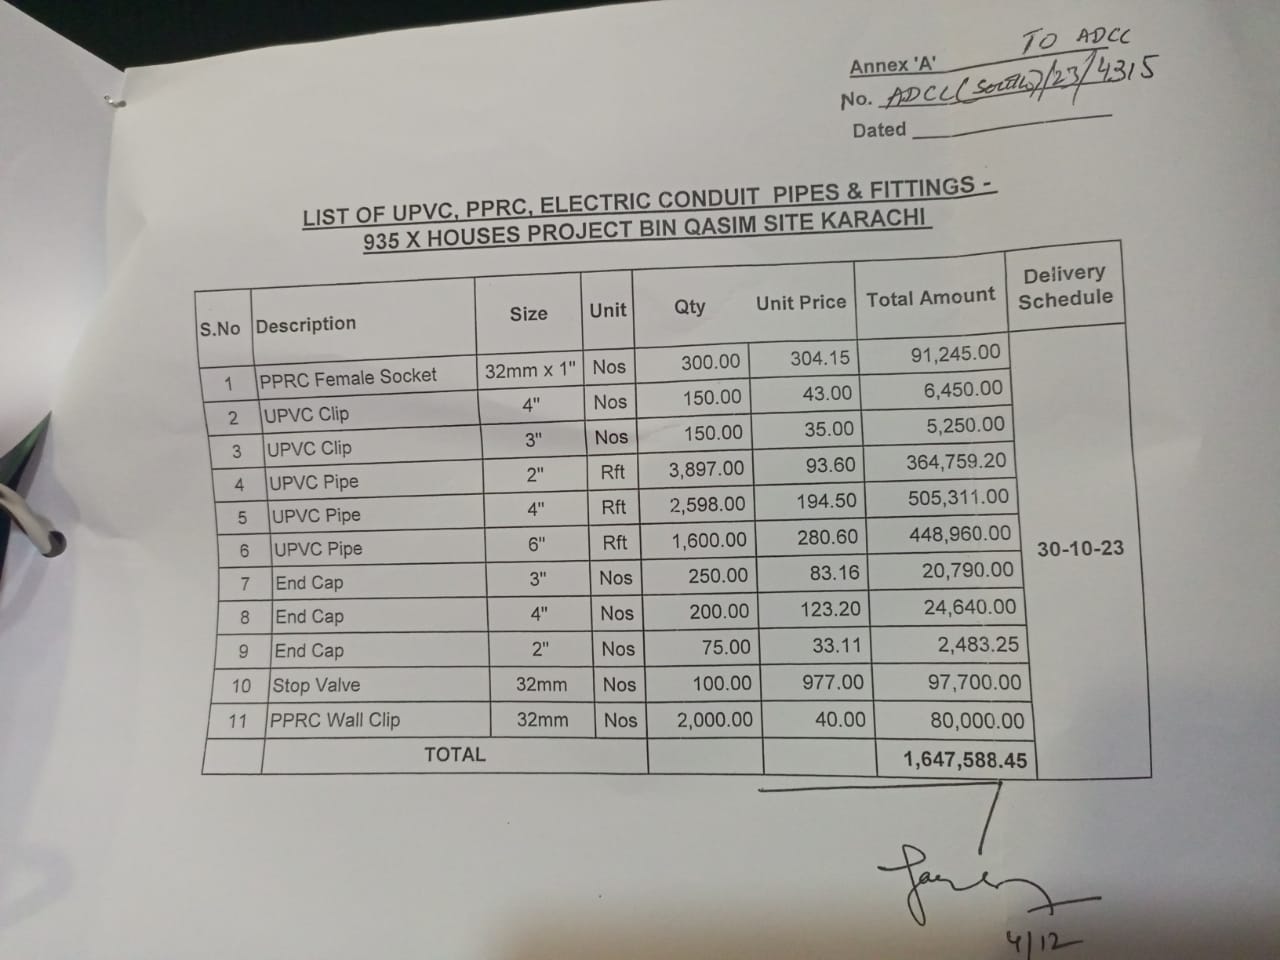 TO ADCC
Annex 'A'
No. ADCC(South)/23/4315
Dated
LIST OF UPVC, PPRC, ELECTRIC CONDUIT PIPES & FITTINGS -
935 X HOUSES PROJECT BIN QASIM SITE KARACHI
S.No Description Size Unit Qty Unit Price Total Amount Delivery Schedule
1 PPRC Female Socket 32mm x 1" Nos 300.00 304.15 91,245.00
2 UPVC Clip 4" Nos 150.00 43.00 6,450.00
3 UPVC Clip 3" Nos 150.00 35.00 5,250.00
4 UPVC Pipe 2" Rft 3,897.00 93.60 364,759.20
5 UPVC Pipe 4" Rft 2,598.00 194.50 505,311.00
6 UPVC Pipe 6" Rft 1,600.00 280.60 448,960.00
30-10-23
7 End Cap 3" Nos 250.00 83.16 20,790.00
8 End Cap 4" Nos 200.00 123.20 24,640.00
9 End Cap 2" Nos 75.00 33.11 2,483.25
10 Stop Valve 32mm Nos 100.00 977.00 97,700.00
11 PPRC Wall Clip 32mm Nos 2,000.00 40.00 80,000.00
TOTAL 1,647,588.45
4/12